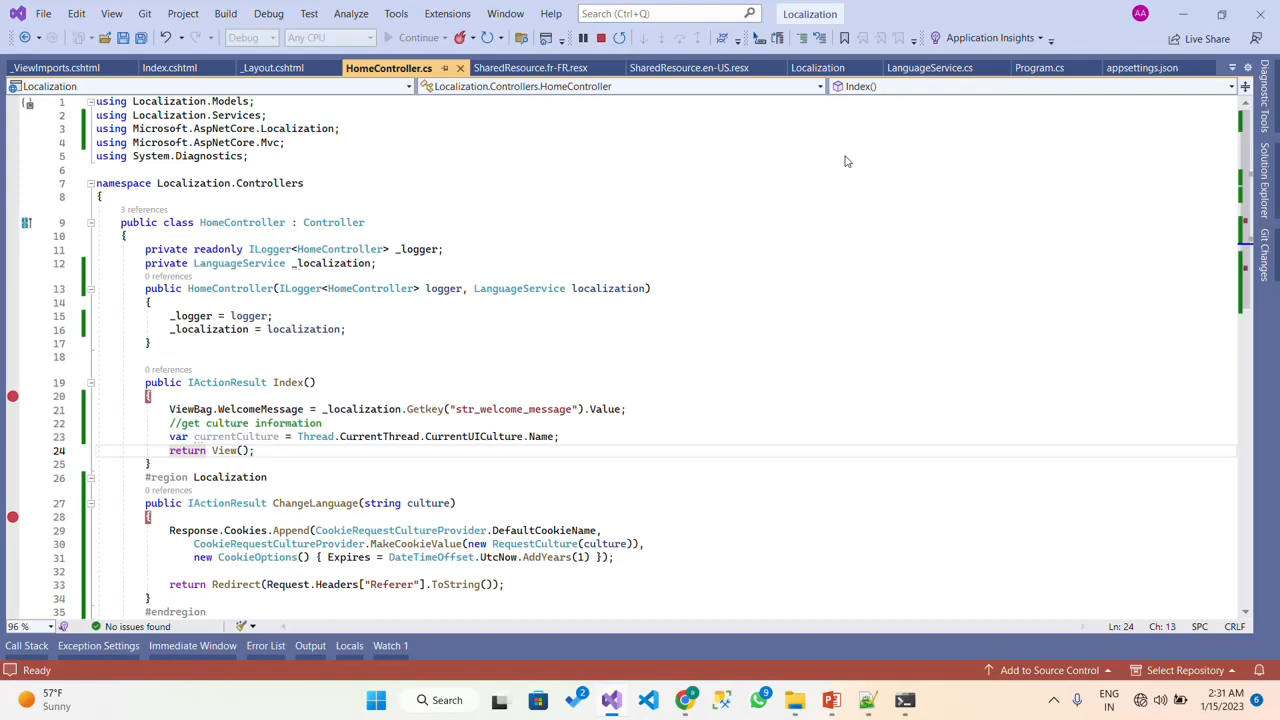 File Edit View Git Project Build Debug Test Analyze Tools Extensions Window Help Search (Ctrl+Q) Localization AA
Debug Any CPU Continue Application Insights Live Share
_ViewImports.cshtml Index.cshtml _Layout.cshtml HomeController.cs SharedResource.fr-FR.resx SharedResource.en-US.resx Localization LanguageService.cs Program.cs appsettings.json
Localization Localization.Controllers.HomeController Index()
Diagnostic Tools
Solution Explorer
Git Changes
1 using Localization.Models;
2 using Localization.Services;
3 using Microsoft.AspNetCore.Localization;
4 using Microsoft.AspNetCore.Mvc;
5 using System.Diagnostics;
6
7 namespace Localization.Controllers
8 {
3 references
9 public class HomeController : Controller
10 {
11 private readonly ILogger<HomeController> _logger;
12 private LanguageService _localization;
0 references
13 public HomeController(ILogger<HomeController> logger, LanguageService localization)
14 {
15 _logger = logger;
16 _localization = localization;
17 }
18
0 references
19 public IActionResult Index()
20 {
21 ViewBag.WelcomeMessage = _localization.Getkey("str_welcome_message").Value;
22 //get culture information
23 var currentCulture = Thread.CurrentThread.CurrentUICulture.Name;
24 return View();
25 }
26 #region Localization
0 references
27 public IActionResult ChangeLanguage(string culture)
28 {
29 Response.Cookies.Append(CookieRequestCultureProvider.DefaultCookieName,
30 CookieRequestCultureProvider.MakeCookieValue(new RequestCulture(culture)),
31 new CookieOptions() { Expires = DateTimeOffset.UtcNow.AddYears(1) });
32
33 return Redirect(Request.Headers["Referer"].ToString());
34 }
35 #endregion
96 % No issues found Ln: 24 Ch: 13 SPC CRLF
Call Stack Exception Settings Immediate Window Error List Output Locals Watch 1
Ready Add to Source Control Select Repository
57°F
Sunny
Search
2
9
ENG
IN
2:31 AM
1/15/2023
6